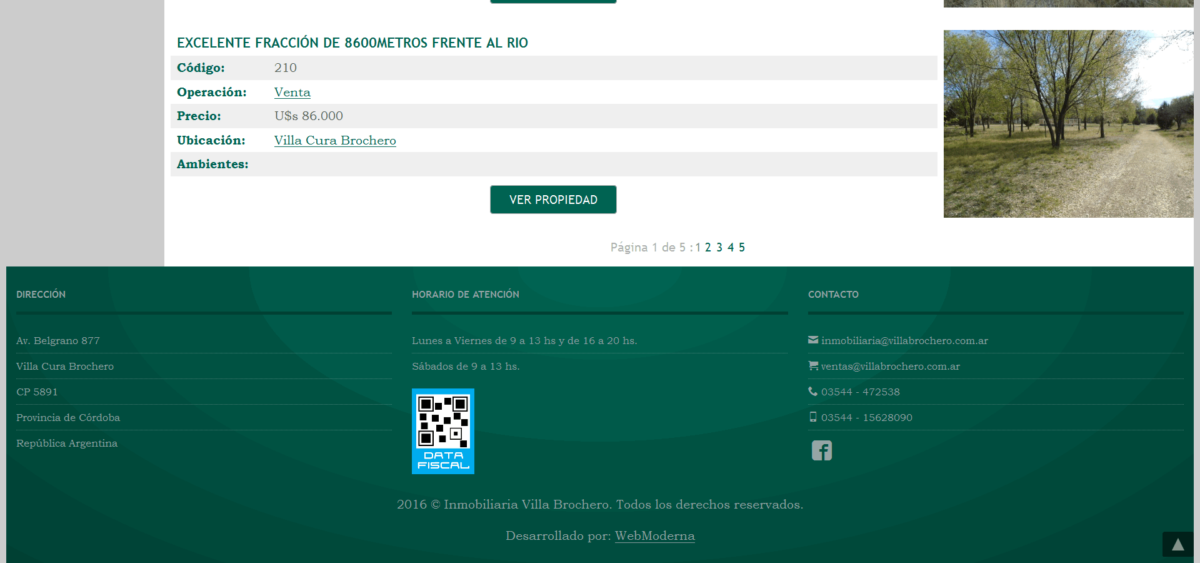 EXCELENTE FRACCIÓN DE 8600METROS FRENTE AL RIO
Código: 210
Operación: Venta
Precio: U$s 86.000
Ubicación: Villa Cura Brochero
Ambientes:
VER PROPIEDAD
Página 1 de 5 : 1 2 3 4 5
DIRECCIÓN
Av. Belgrano 877
Villa Cura Brochero
CP 5891
Provincia de Córdoba
República Argentina
HORARIO DE ATENCIÓN
Lunes a Viernes de 9 a 13 hs y de 16 a 20 hs.
Sábados de 9 a 13 hs.
DATA
FISCAL
CONTACTO
inmobiliaria@villabrochero.com.ar
ventas@villabrochero.com.ar
03544 - 472538
03544 - 15628090
2016 © Inmobiliaria Villa Brochero. Todos los derechos reservados.
Desarrollado por: WebModerna